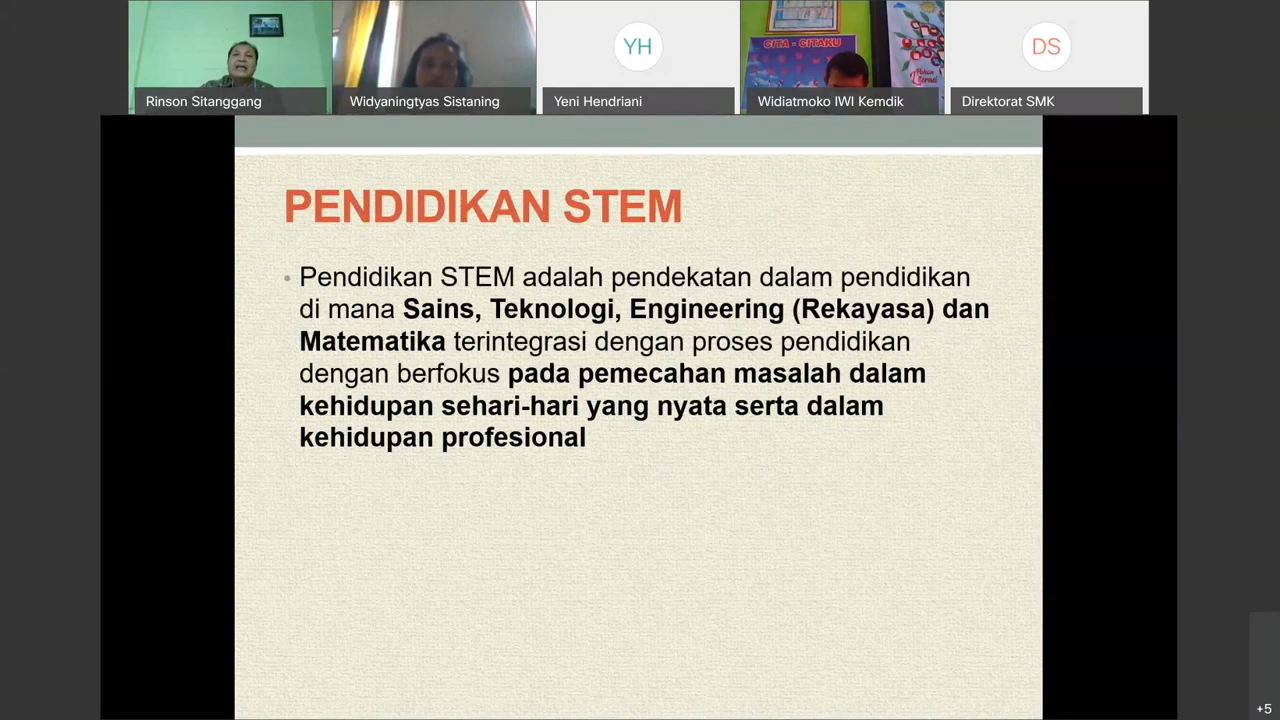 YH
DS
CITA - CITAKU
Rinson Sitanggang
Widyaningtyas Sistaning
Yeni Hendriani
Widiatmoko IWI Kemdik
Direktorat SMK
PENDIDIKAN STEM
• Pendidikan STEM adalah pendekatan dalam pendidikan
di mana Sains, Teknologi, Engineering (Rekayasa) dan
Matematika terintegrasi dengan proses pendidikan
dengan berfokus pada pemecahan masalah dalam
kehidupan sehari-hari yang nyata serta dalam
kehidupan profesional
+5